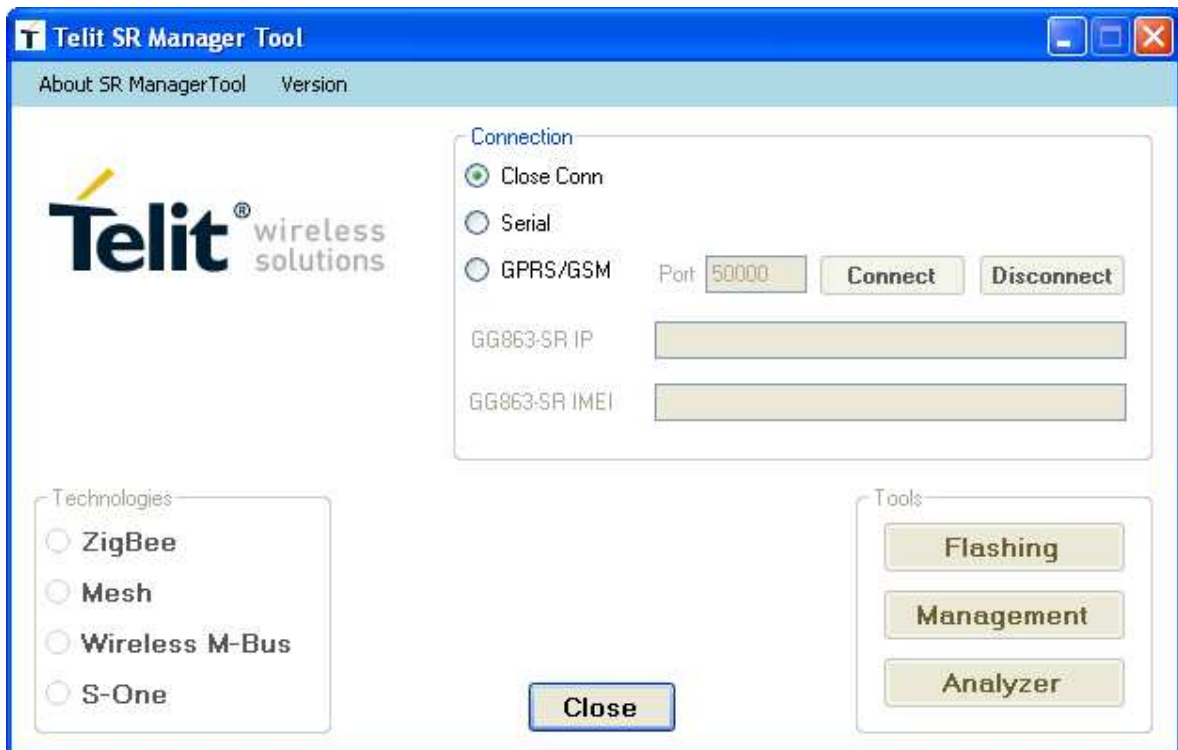 Telit SR Manager Tool
About SR ManagerTool Version
Telit® wireless solutions
Connection
Close Conn
Serial
GPRS/GSM Port 50000 Connect Disconnect
GG863-SR IP
GG863-SR IMEI
Technologies
ZigBee
Mesh
Wireless M-Bus
S-One
Close
Tools
Flashing
Management
Analyzer